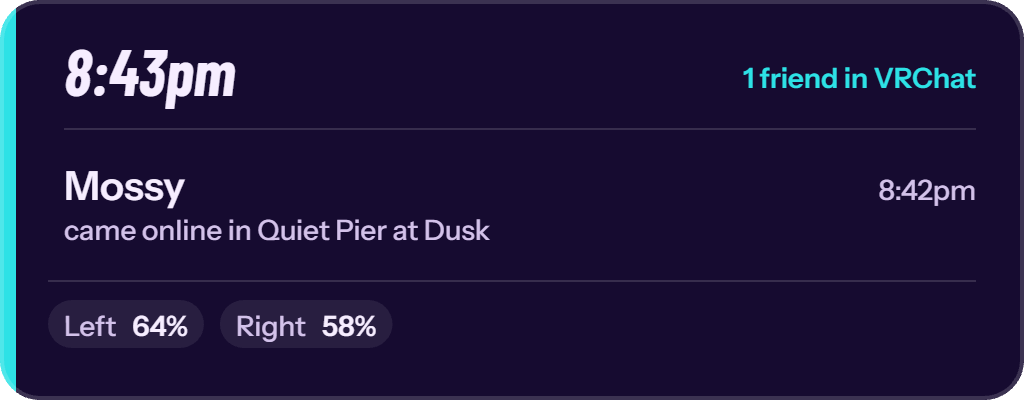 8:43pm
1 friend in VRChat
Mossy
8:42pm
came online in Quiet Pier at Dusk
Left 64%
Right 58%